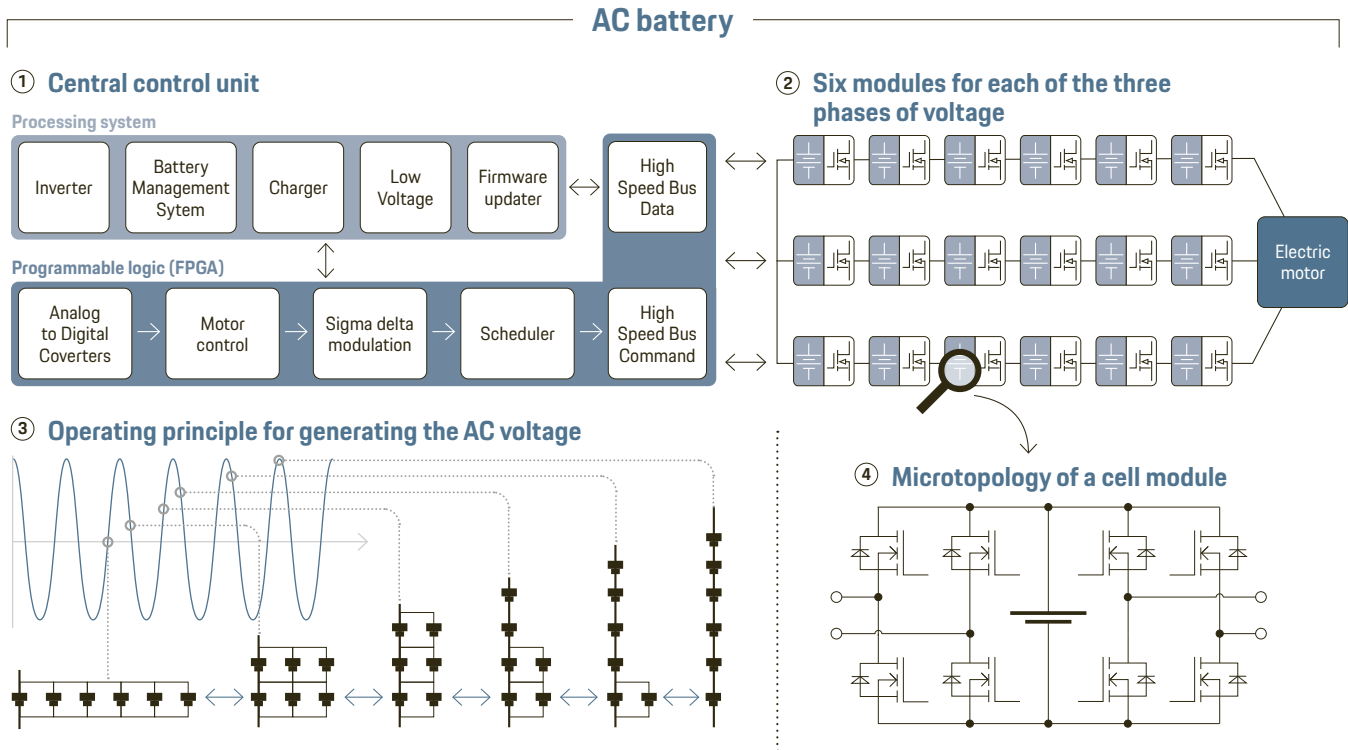 AC battery
1 Central control unit
Processing system
Inverter
Battery
Management
Sytem
Charger
Low
Voltage
Firmware
updater
High
Speed Bus
Data
Programmable logic (FPGA)
Analog
to Digital
Coverters
Motor
control
Sigma delta
modulation
Scheduler
High
Speed Bus
Command
2 Six modules for each of the three
phases of voltage
Electric
motor
3 Operating principle for generating the AC voltage
4 Microtopology of a cell module